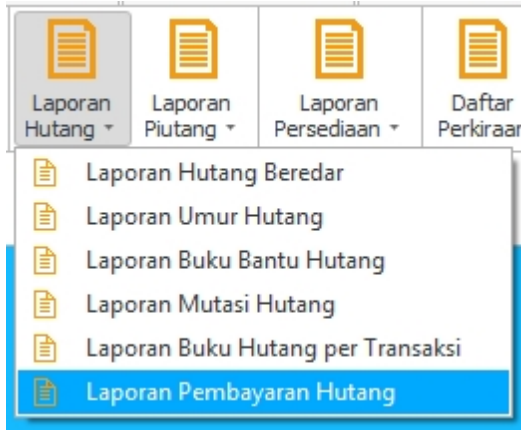 Laporan
Hutang
Laporan
Piutang
Laporan
Persediaan
Daftar
Perkiraan
Laporan Hutang Beredar
Laporan Umur Hutang
Laporan Buku Bantu Hutang
Laporan Mutasi Hutang
Laporan Buku Hutang per Transaksi
Laporan Pembayaran Hutang